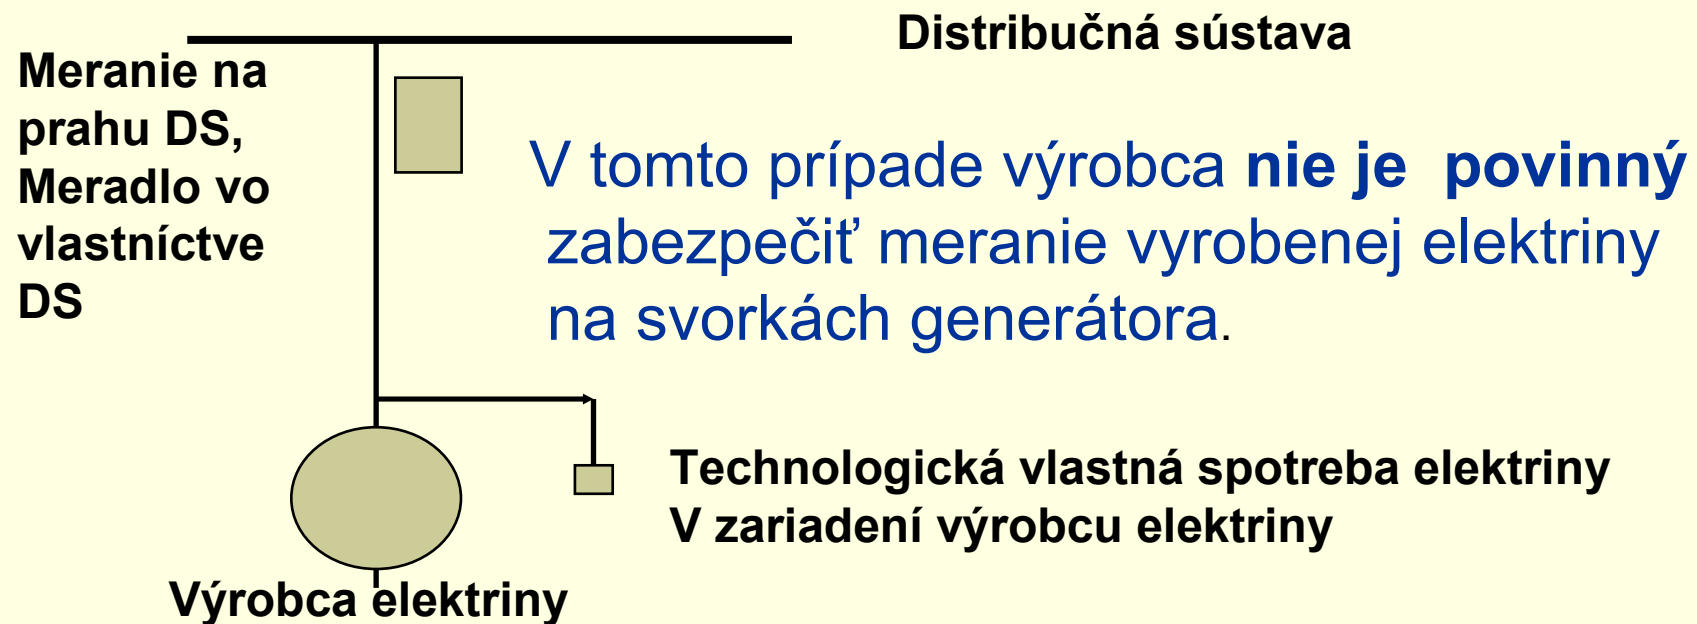 Distribučná sústava
Meranie na
prahu DS,
Meradlo vo
vlastníctve
DS
V tomto prípade výrobca nie je povinný
zabezpečiť meranie vyrobenej elektriny
na svorkách generátora.
Technologická vlastná spotreba elektriny
V zariadení výrobcu elektriny
Výrobca elektriny